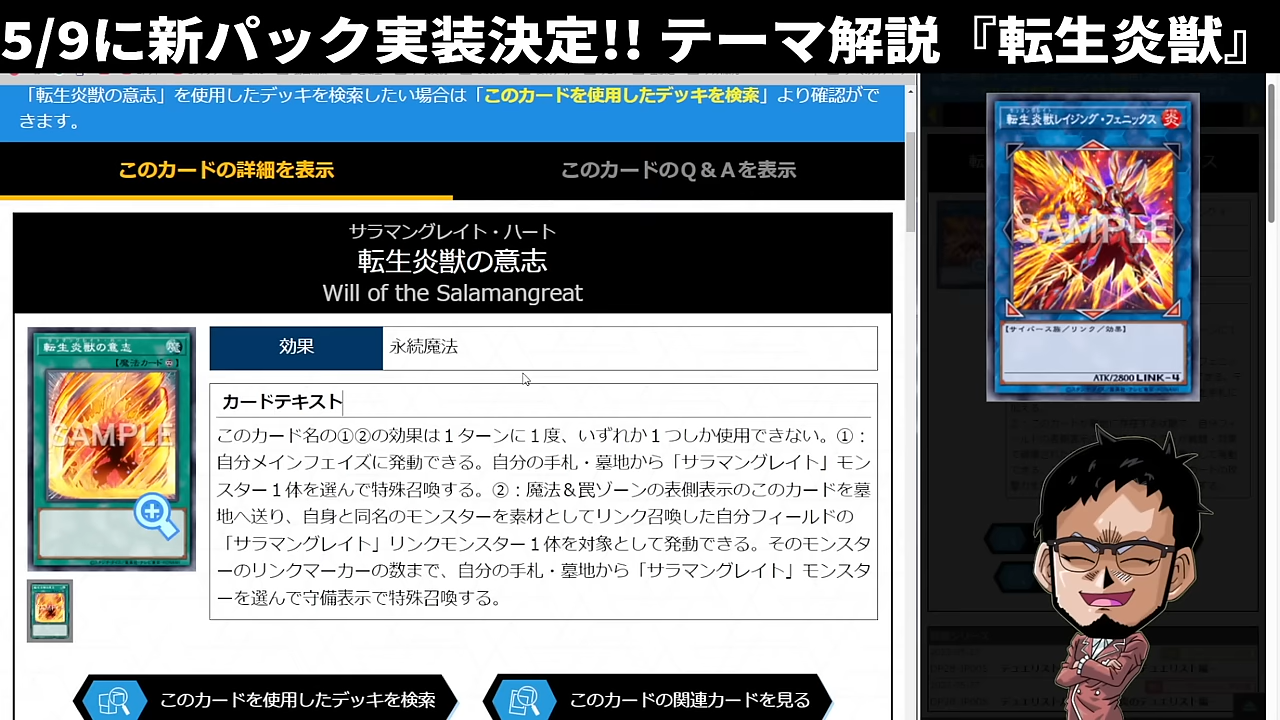 5/9に新パック実装決定!! テーマ解説『転生炎獣』
「転生炎獣の意志」を使用したデッキを検索したい場合は「このカードを使用したデッキを検索」より確認がで
きます。
このカードの詳細を表示
このカードのQ&Aを表示
サラマングレイト・ハート
転生炎獣の意志
Will of the Salamangreat
転生炎獣の意志
【魔法カード】
SAMPLE
効果
永続魔法
カードテキスト
このカード名の①②の効果は1ターンに1度、いずれか1つしか使用できない。①：
自分メインフェイズに発動できる。自分の手札・墓地から「サラマングレイト」モン
スター1体を選んで特殊召喚する。②：魔法&罠ゾーンの表側表示のこのカードを墓
地へ送り、自身と同名のモンスターを素材としてリンク召喚した自分フィールドの
「サラマングレイト」リンクモンスター1体を対象として発動できる。そのモンスタ
ーのリンクマーカーの数まで、自分の手札・墓地から「サラマングレイト」モンスタ
ーを選んで守備表示で特殊召喚する。
このカードを使用したデッキを検索
このカードの関連カードを見る
転生炎獣レイジング・フェニックス
炎
SAMPLE
【サイバース族/リンク/効果】
ATK/2800 LINK-4